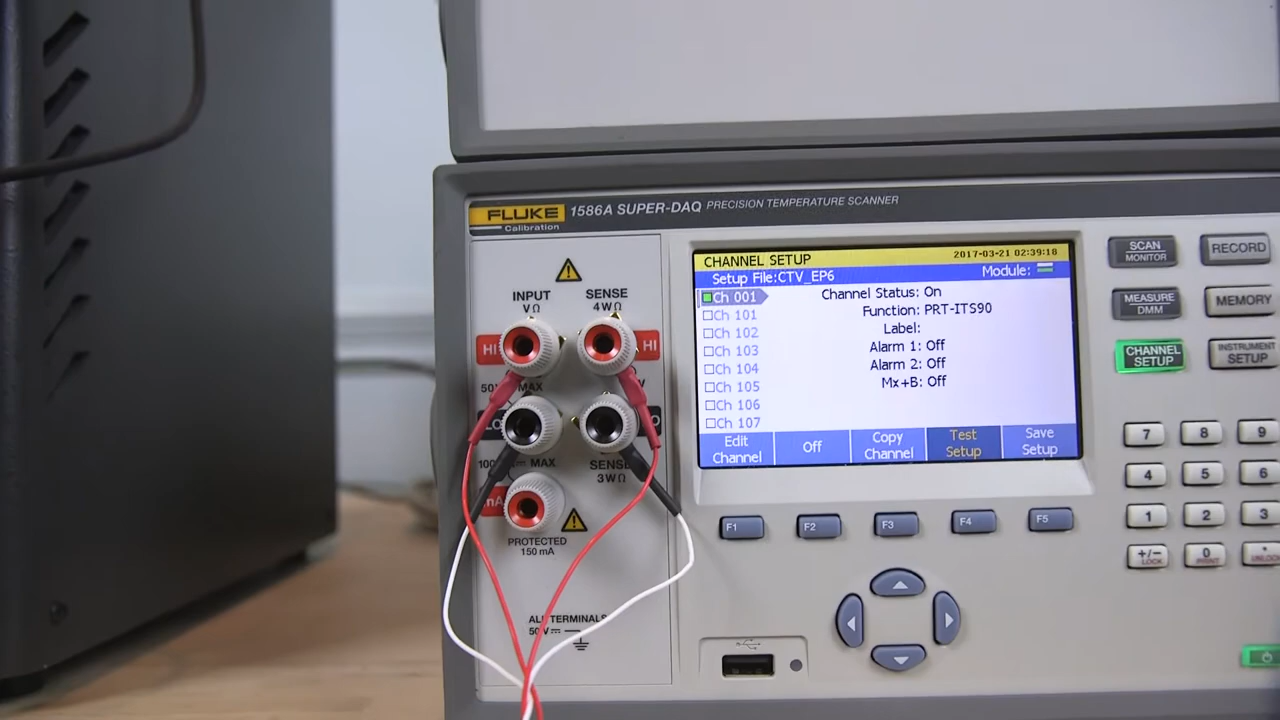 FLUKE 1586A SUPER-DAQ PRECISION TEMPERATURE SCANNER
Calibration
INPUT
VΩ
SENSE
4WΩ
HI
HI
MAX
LO
MAX
SENSE
3WΩ
PROTECTED
150 mA
ALL TERMINALS
50V
CHANNEL SETUP 2017-03-21 02:39:18
Setup File:CTV_EP6 Module:
Ch 001
Ch 101
Ch 102
Ch 103
Ch 104
Ch 105
Ch 106
Ch 107
Channel Status: On
Function: PRT-ITS90
Label:
Alarm 1: Off
Alarm 2: Off
Mx+B: Off
Edit
Channel
Off
Copy
Channel
Test
Setup
Save
Setup
F1 F2 F3 F4 F5
SCAN
MONITOR
RECORD
MEASURE
DMM
MEMORY
CHANNEL
SETUP
INSTRUMENT
SETUP
7 8 9
4 5 6
1 2 3
+/-
LOCK
0
PRINT